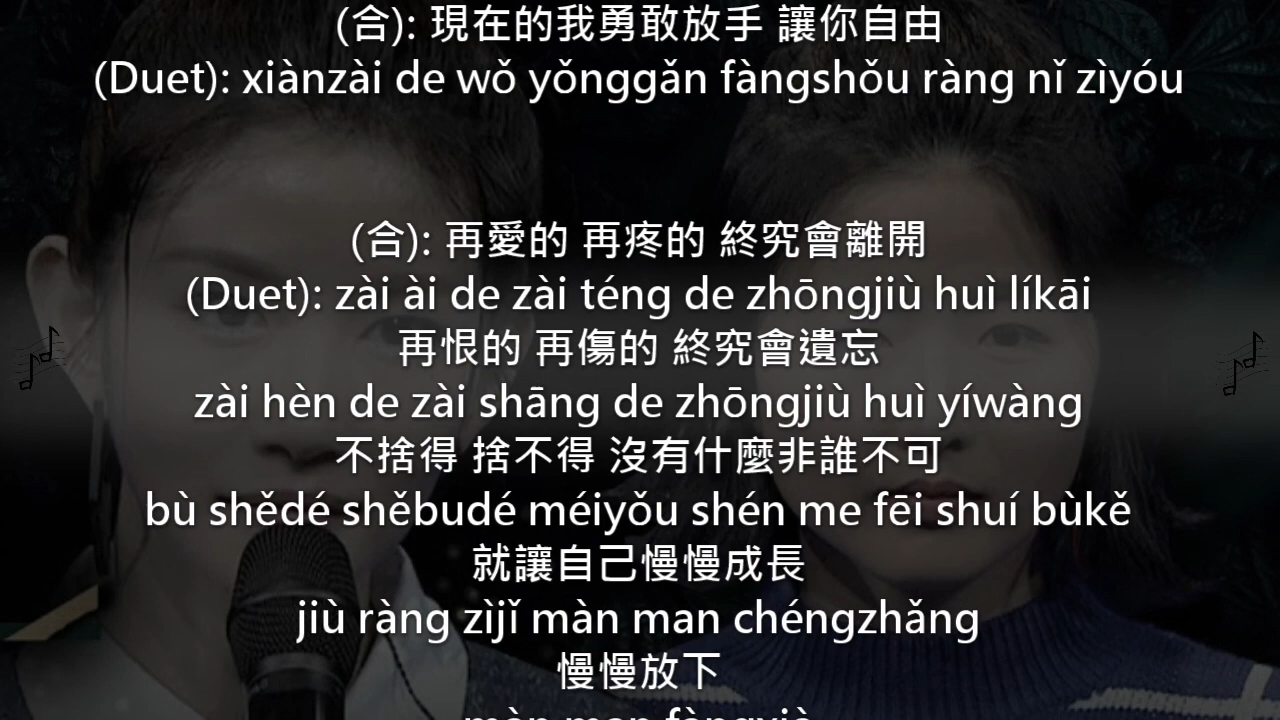 (合): 現在的我勇敢放手 讓你自由
(Duet): xiànzài de wǒ yǒnggǎn fàngshǒu ràng nǐ zìyóu
(合): 再愛的 再疼的 終究會離開
(Duet): zài ài de zài téng de zhōngjiù huì líkāi
再恨的 再傷的 終究會遺忘
zài hèn de zài shāng de zhōngjiù huì yíwàng
不捨得 捨不得 沒有什麼非誰不可
bù shědé shěbudé méiyǒu shén me fēi shuí bùkě
就讓自己慢慢成長
jiù ràng zìjǐ màn man chéngzhǎng
慢慢放下
màn man fàngxià